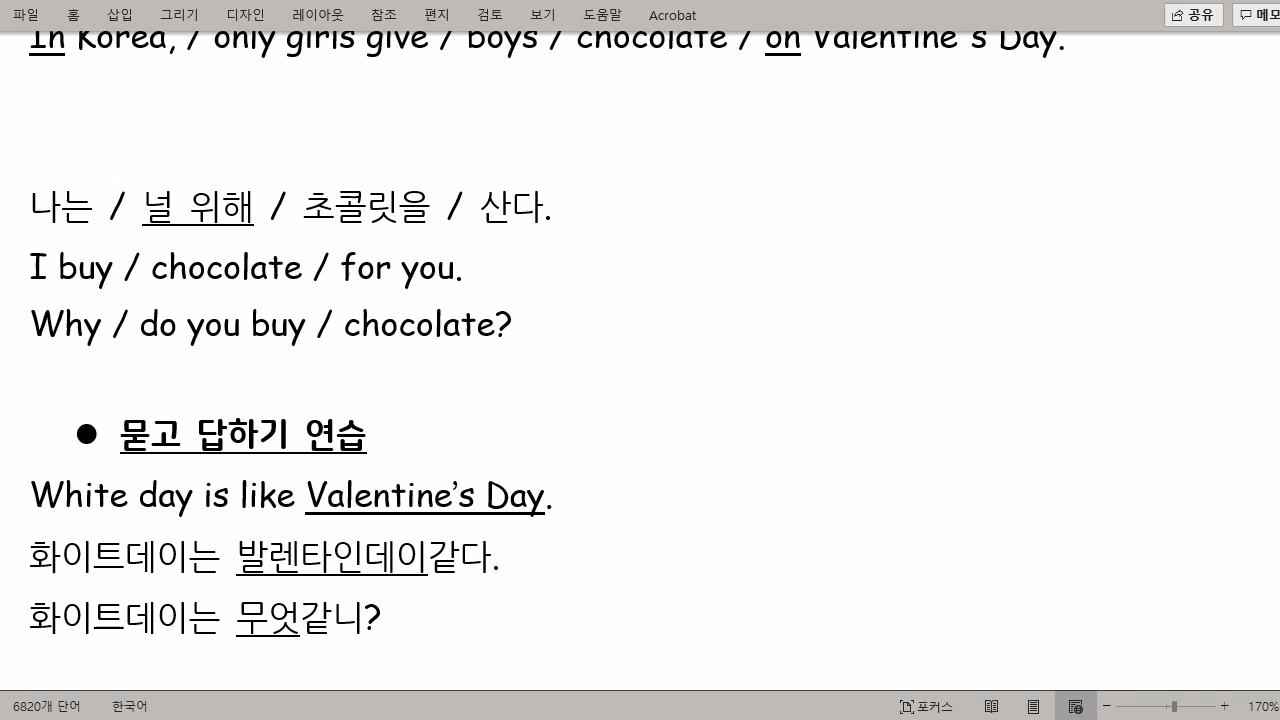 파일 홈 삽입 그리기 디자인 레이아웃 참조 편지 검토 보기 도움말 Acrobat 공유 메모
In Korea, / only girls give / boys / chocolate / on Valentine's Day.
나는 / 널 위해 / 초콜릿을 / 산다.
I buy / chocolate / for you.
Why / do you buy / chocolate?
● 묻고 답하기 연습
White day is like Valentine's Day.
화이트데이는 발렌타인데이같다.
화이트데이는 무엇같니?
6820개 단어 한국어 포커스 170%